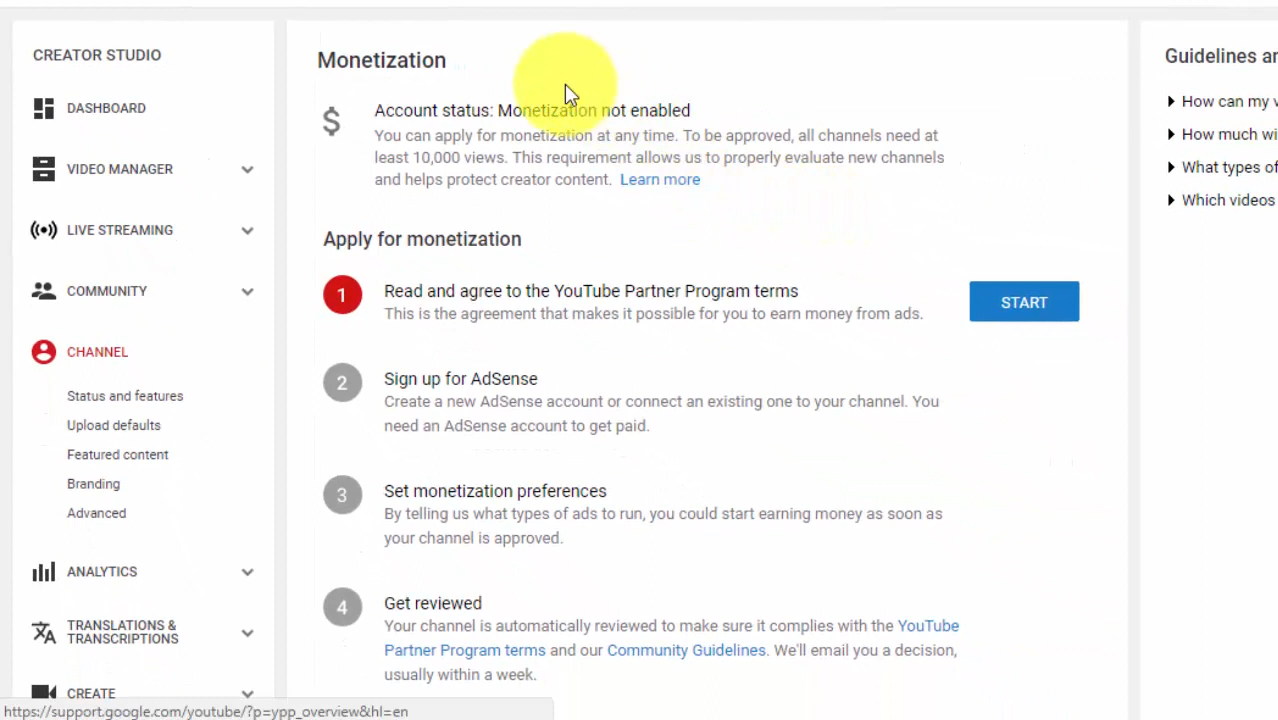 CREATOR STUDIO
DASHBOARD
VIDEO MANAGER
LIVE STREAMING
COMMUNITY
CHANNEL
Status and features
Upload defaults
Featured content
Branding
Advanced
ANALYTICS
TRANSLATIONS &
TRANSCRIPTIONS
CREATE
Monetization
Account status: Monetization not enabled
You can apply for monetization at any time. To be approved, all channels need at
least 10,000 views. This requirement allows us to properly evaluate new channels
and helps protect creator content. Learn more
Apply for monetization
1 Read and agree to the YouTube Partner Program terms
This is the agreement that makes it possible for you to earn money from ads.
START
2 Sign up for AdSense
Create a new AdSense account or connect an existing one to your channel. You
need an AdSense account to get paid.
3 Set monetization preferences
By telling us what types of ads to run, you could start earning money as soon as
your channel is approved.
4 Get reviewed
Your channel is automatically reviewed to make sure it complies with the YouTube
Partner Program terms and our Community Guidelines. We'll email you a decision,
usually within a week.
Guidelines
How can my
How much
What types of
Which videos
https://support.google.com/youtube/?p=ypp_overview&hl=en